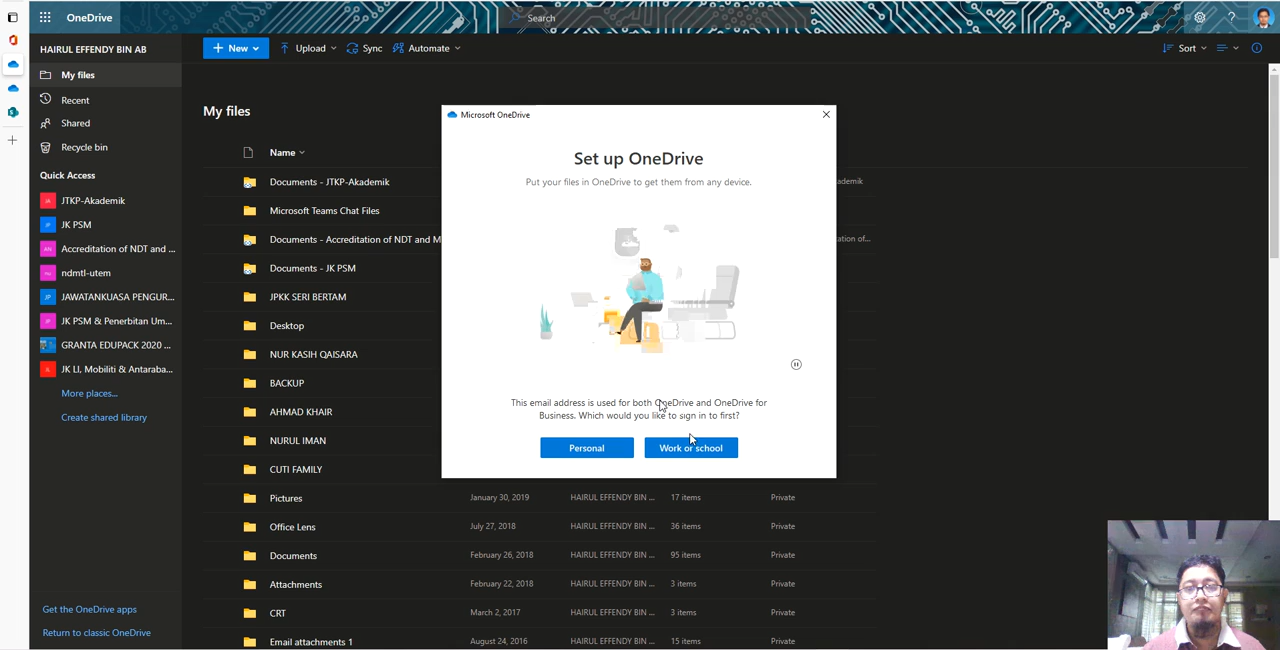 OneDrive
Search
HAIRUL EFFENDY BIN AB
New
Upload
Sync
Automate
Sort
My files
Recent
Shared
Recycle bin
Quick Access
JTKP-Akademik
JK PSM
Accreditation of NDT and ...
ndmtl-utem
JAWATANKUASA PENGUR...
JK PSM & Penerbitan Um...
GRANTA EDUPACK 2020 ...
JK LI, Mobiliti & Antaraba...
More places...
Create shared library
Get the OneDrive apps
Return to classic OneDrive
My files
Name
Documents - JTKP-Akademik
ademik
Microsoft Teams Chat Files
Documents - Accreditation of NDT and M
ation of...
Documents - JK PSM
JPKK SERI BERTAM
Desktop
NUR KASIH QAISARA
BACKUP
AHMAD KHAIR
NURUL IMAN
CUTI FAMILY
Pictures January 30, 2019 HAIRUL EFFENDY BIN ... 17 items Private
Office Lens July 27, 2018 HAIRUL EFFENDY BIN ... 36 items Private
Documents February 26, 2018 HAIRUL EFFENDY BIN ... 95 items Private
Attachments February 22, 2018 HAIRUL EFFENDY BIN ... 3 items Private
CRT March 2, 2017 HAIRUL EFFENDY BIN ... 3 items Private
Email attachments 1 August 24, 2016 HAIRUL EFFENDY BIN ... 15 items Private
Microsoft OneDrive
Set up OneDrive
Put your files in OneDrive to get them from any device.
This email address is used for both OneDrive and OneDrive for
Business. Which would you like to sign in to first?
Personal
Work or school